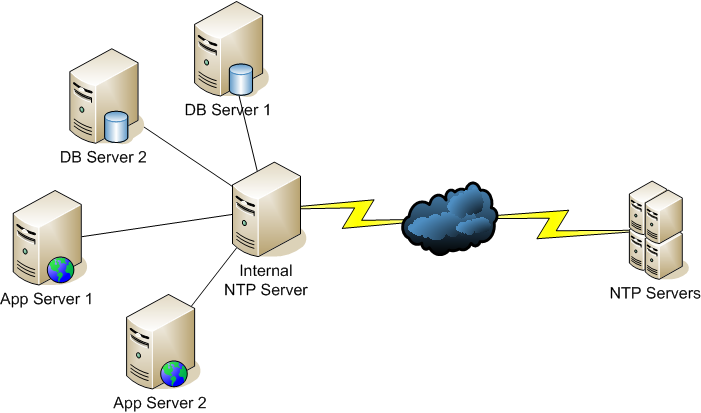 DB Server 1
DB Server 2
App Server 1
App Server 2
Internal
NTP Server
NTP Servers